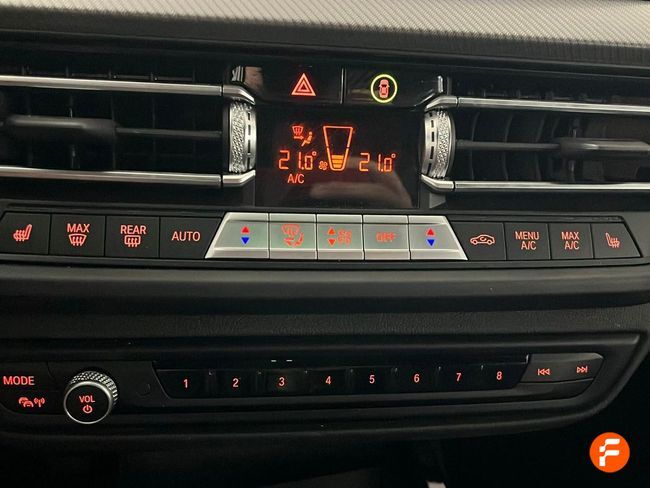 21.0° 21.0°
A/C
MAX REAR AUTO OFF MENU A/C MAX A/C
MODE VOL 1 2 3 4 5 6 7 8